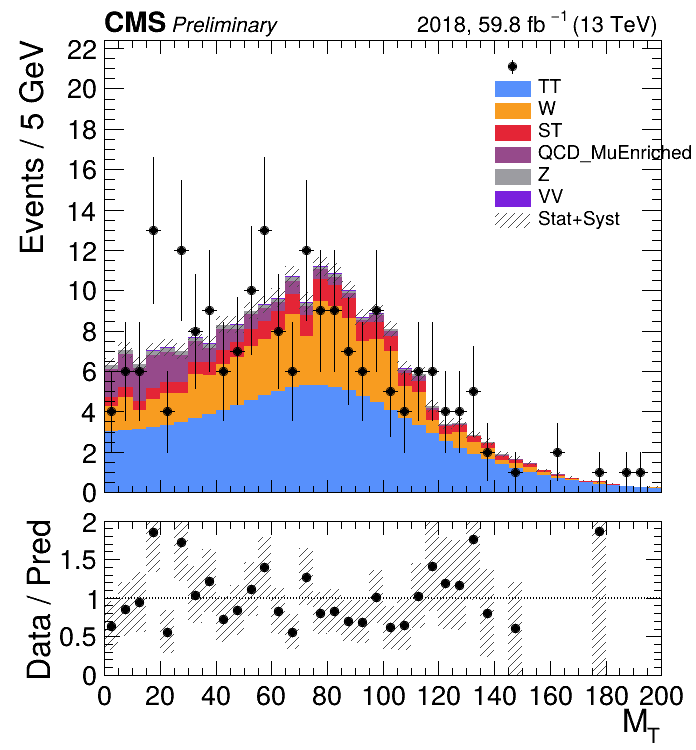 CMS Preliminary 2018, 59.8 fb⁻¹ (13 TeV)
Events / 5 GeV
22
20
18
16
14
12
10
8
6
4
2
0
TT
W
ST
QCD_MuEnriched
Z
VV
Stat+Syst
Data / Pred
2
1.5
1
0.5
0
0 20 40 60 80 100 120 140 160 180 200
M_T